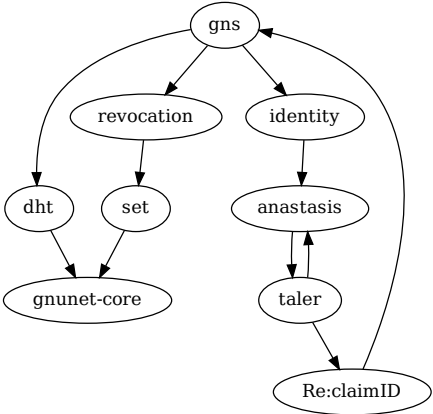 gns
revocation
identity
dht
set
anastasis
gnunet-core
taler
Re:claimID